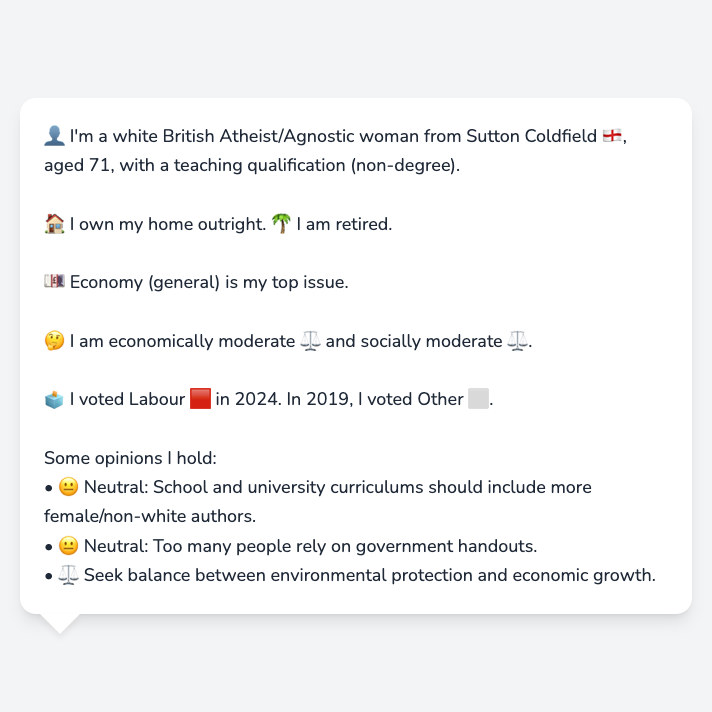 👤 I'm a white British Atheist/Agnostic woman from Sutton Coldfield 🏴󠁧󠁢󠁥󠁮󠁧󠁿,
aged 71, with a teaching qualification (non-degree).
🏠 I own my home outright. 🌴 I am retired.
💷 Economy (general) is my top issue.
🤔 I am economically moderate ⚖️ and socially moderate ⚖️.
🗳️ I voted Labour 🟥 in 2024. In 2019, I voted Other ⬜.
Some opinions I hold:
• 😐 Neutral: School and university curriculums should include more
female/non-white authors.
• 😐 Neutral: Too many people rely on government handouts.
• ⚖️ Seek balance between environmental protection and economic growth.